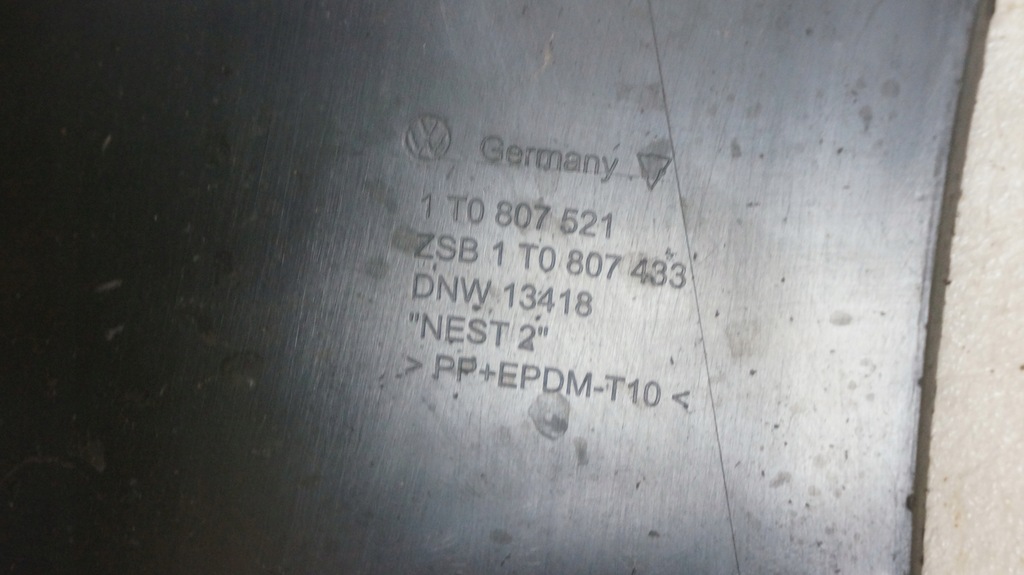 Germany
1 T0 807 521
ZSB 1 T0 807 433
DNW 13418
"NEST 2"
> PP+EPDM-T10 <